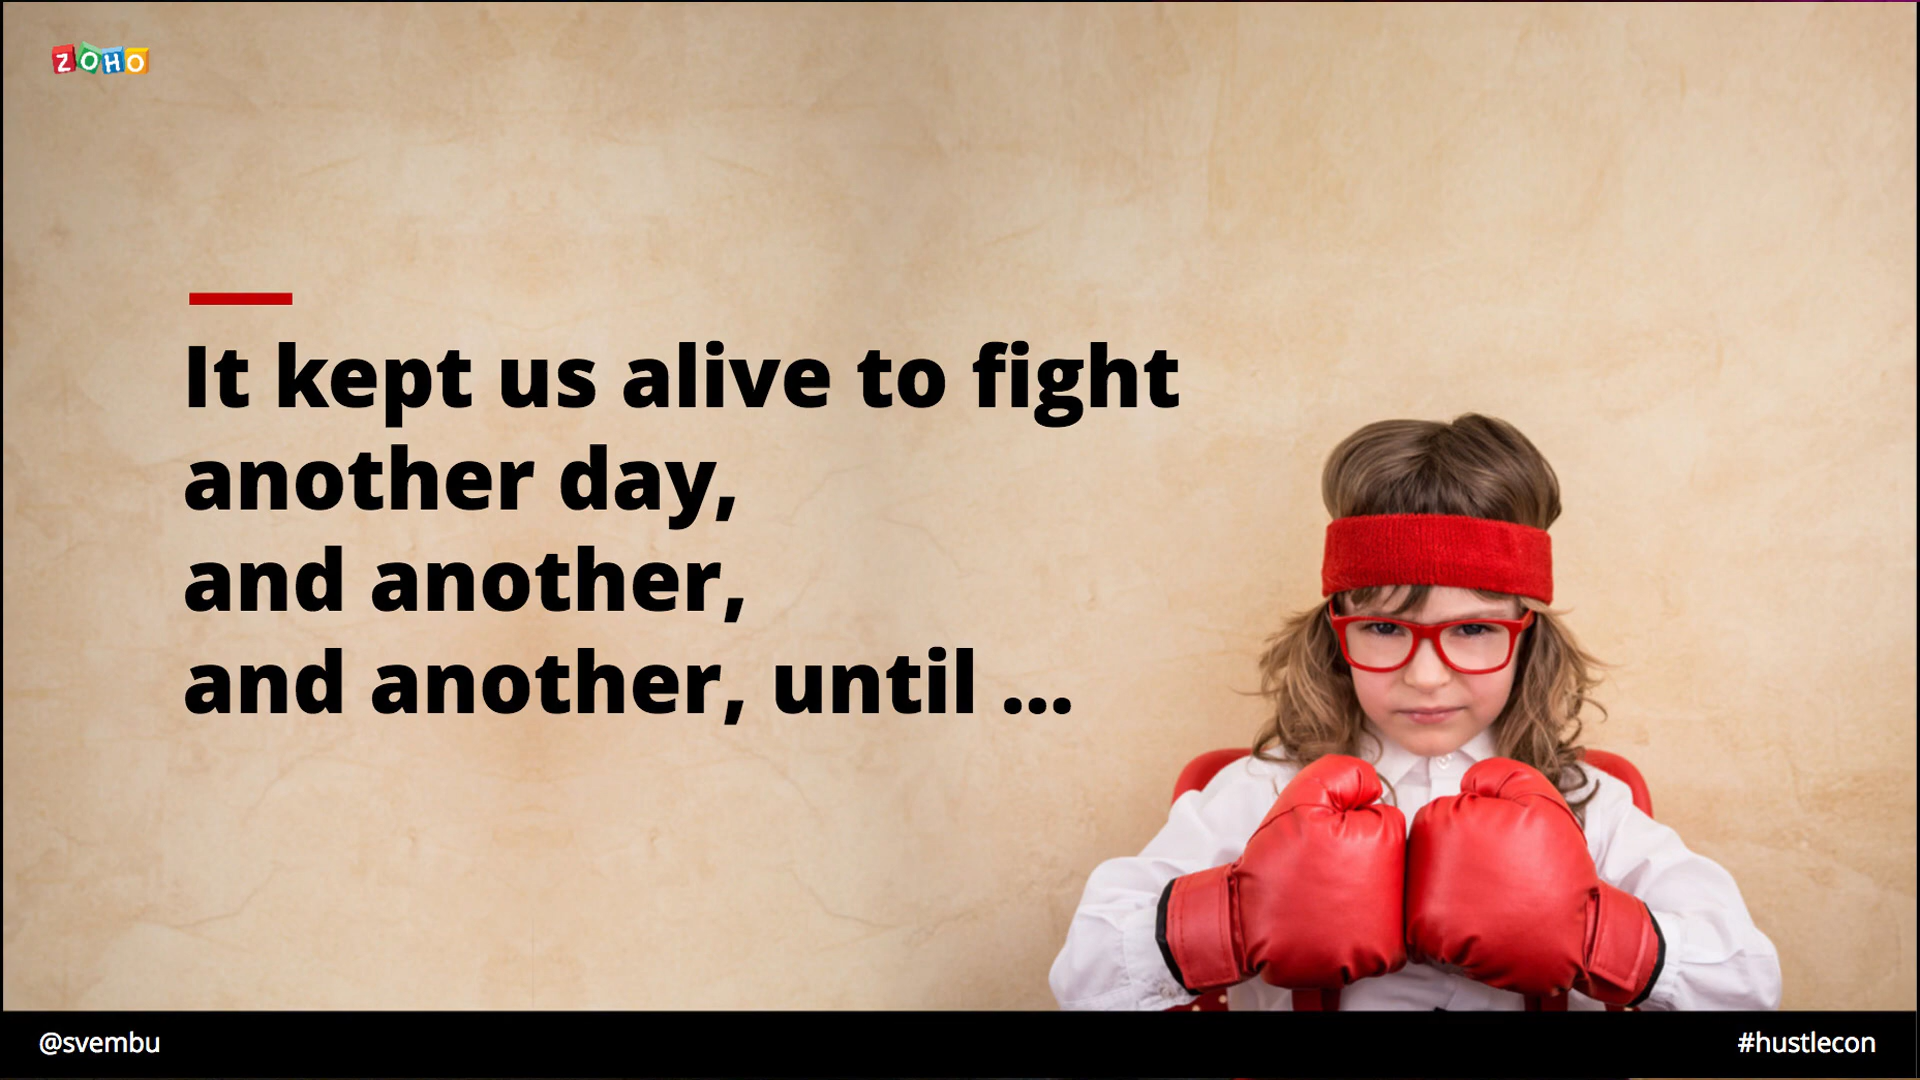 ZOHO
It kept us alive to fight
another day,
and another,
and another, until ...
@svembu
#hustlecon